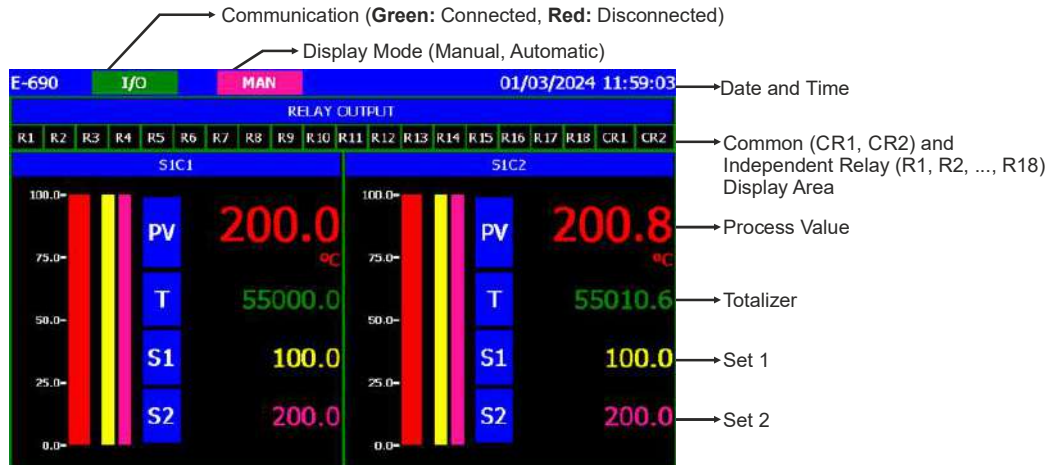 Communication (Green: Connected, Red: Disconnected)
Display Mode (Manual, Automatic)
E-690 I/O MAN 01/03/2024 11:59:03
Date and Time
RELAY OUTPUT
R1 R2 R3 R4 R5 R6 R7 R8 R9 R10 R11 R12 R13 R14 R15 R16 R17 R18 CR1 CR2
Common (CR1, CR2) and
Independent Relay (R1, R2, ..., R18)
Display Area
S1C1
100.0
75.0
50.0
25.0
0.0
PV 200.0
ºC
T 55000.0
S1 100.0
S2 200.0
S1C2
100.0
75.0
50.0
25.0
0.0
PV 200.8
ºC
T 55010.6
S1 100.0
S2 200.0
Process Value
Totalizer
Set 1
Set 2